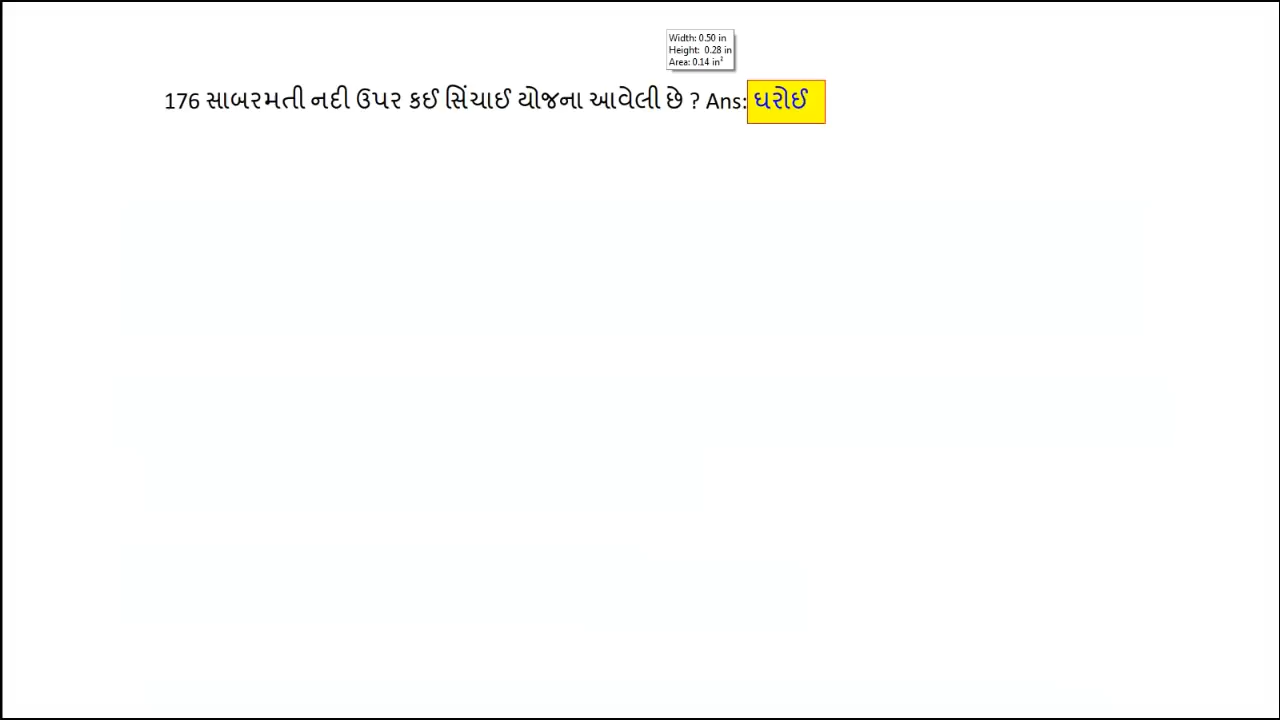 Width: 0.50 in
Height: 0.28 in
Area: 0.14 in²
176 સાબરમતી નદી ઉપર કઈ સિંચાઈ યોજના આવેલી છે ? Ans: ધરોઈ